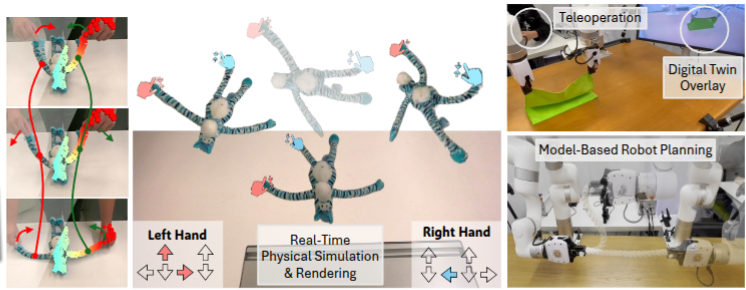 Teleoperation
Digital Twin
Overlay
Model-Based Robot Planning
Left Hand
Real-Time
Physical Simulation
& Rendering
Right Hand